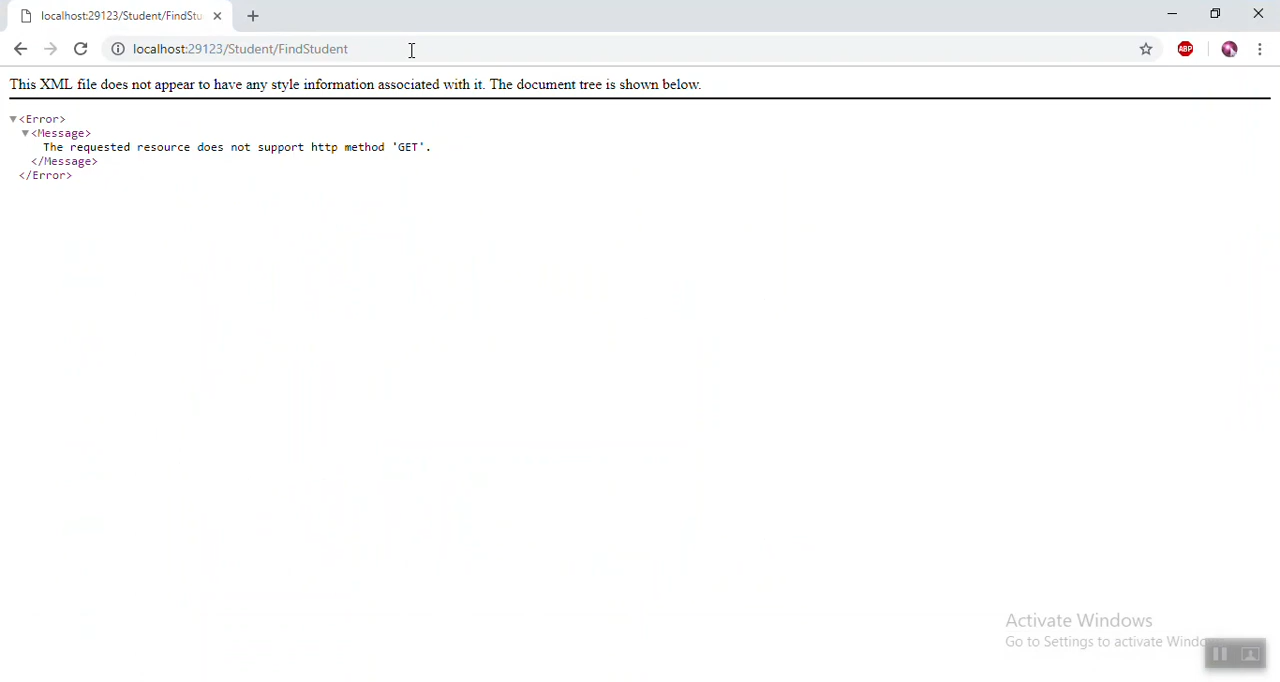 localhost:29123/Student/FindStu
localhost:29123/Student/FindStudent
ABP
This XML file does not appear to have any style information associated with it. The document tree is shown below.
<Error>
<Message>
The requested resource does not support http method 'GET'.
</Message>
</Error>
Activate Windows
Go to Settings to activate Windo